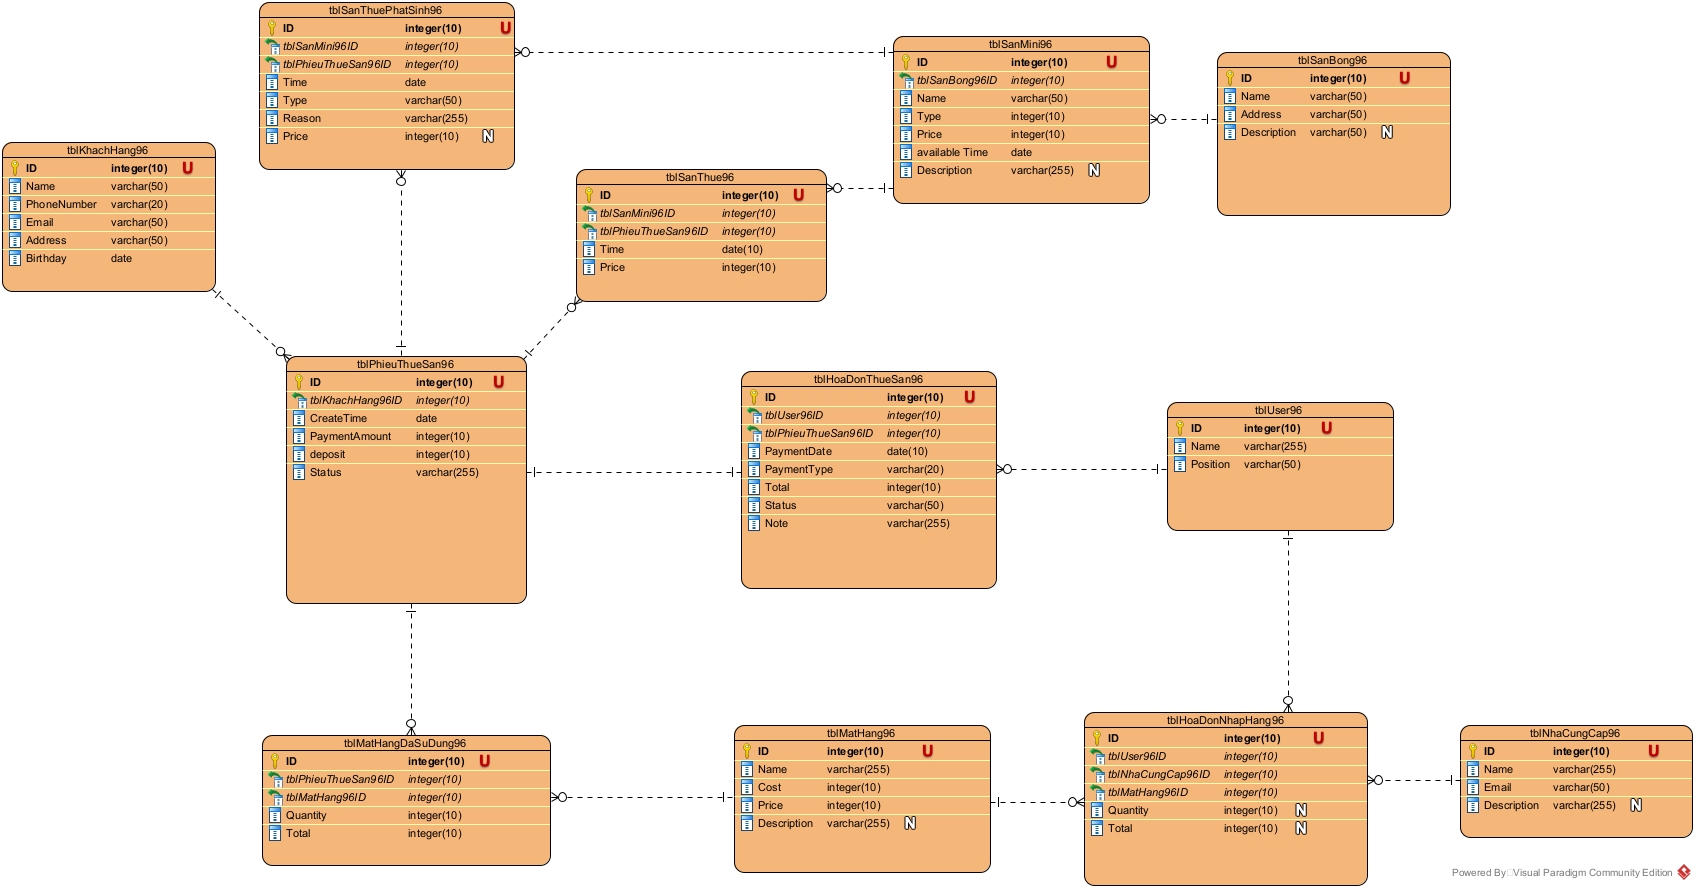 tblSanThuePhatSinh96
ID integer(10) U
tblSanMini96ID integer(10)
tblPhieuThueSan96ID integer(10)
Time date
Type varchar(50)
Reason varchar(255)
Price integer(10) N
tblSanMini96
ID integer(10) U
tblSanBong96ID integer(10)
Name varchar(50)
Type integer(10)
Price integer(10)
available Time date
Description varchar(255) N
tblSanBong96
ID integer(10) U
Name varchar(50)
Address varchar(50)
Description varchar(50) N
tblKhachHang96
ID integer(10) U
Name varchar(50)
PhoneNumber varchar(20)
Email varchar(50)
Address varchar(50)
Birthday date
tblSanThue96
ID integer(10) U
tblSanMini96ID integer(10)
tblPhieuThueSan96ID integer(10)
Time date(10)
Price integer(10)
tblPhieuThueSan96
ID integer(10) U
tblKhachHang96ID integer(10)
CreateTime date
PaymentAmount integer(10)
deposit integer(10)
Status varchar(255)
tblHoaDonThueSan96
ID integer(10) U
tblUser96ID integer(10)
tblPhieuThueSan96ID integer(10)
PaymentDate date(10)
PaymentType varchar(20)
Total integer(10)
Status varchar(50)
Note varchar(255)
tblUser96
ID integer(10) U
Name varchar(255)
Position varchar(50)
tblMatHangDaSuDung96
ID integer(10) U
tblPhieuThueSan96ID integer(10)
tblMatHang96ID integer(10)
Quantity integer(10)
Total integer(10)
tblMatHang96
ID integer(10) U
Name varchar(255)
Cost integer(10)
Price integer(10)
Description varchar(255) N
tblHoaDonNhapHang96
ID integer(10) U
tblUser96ID integer(10)
tblNhaCungCap96ID integer(10)
tblMatHang96ID integer(10)
Quantity integer(10) N
Total integer(10) N
tblNhaCungCap96
ID integer(10) U
Name varchar(255)
Email varchar(50)
Description varchar(255) N
Powered By Visual Paradigm Community Edition